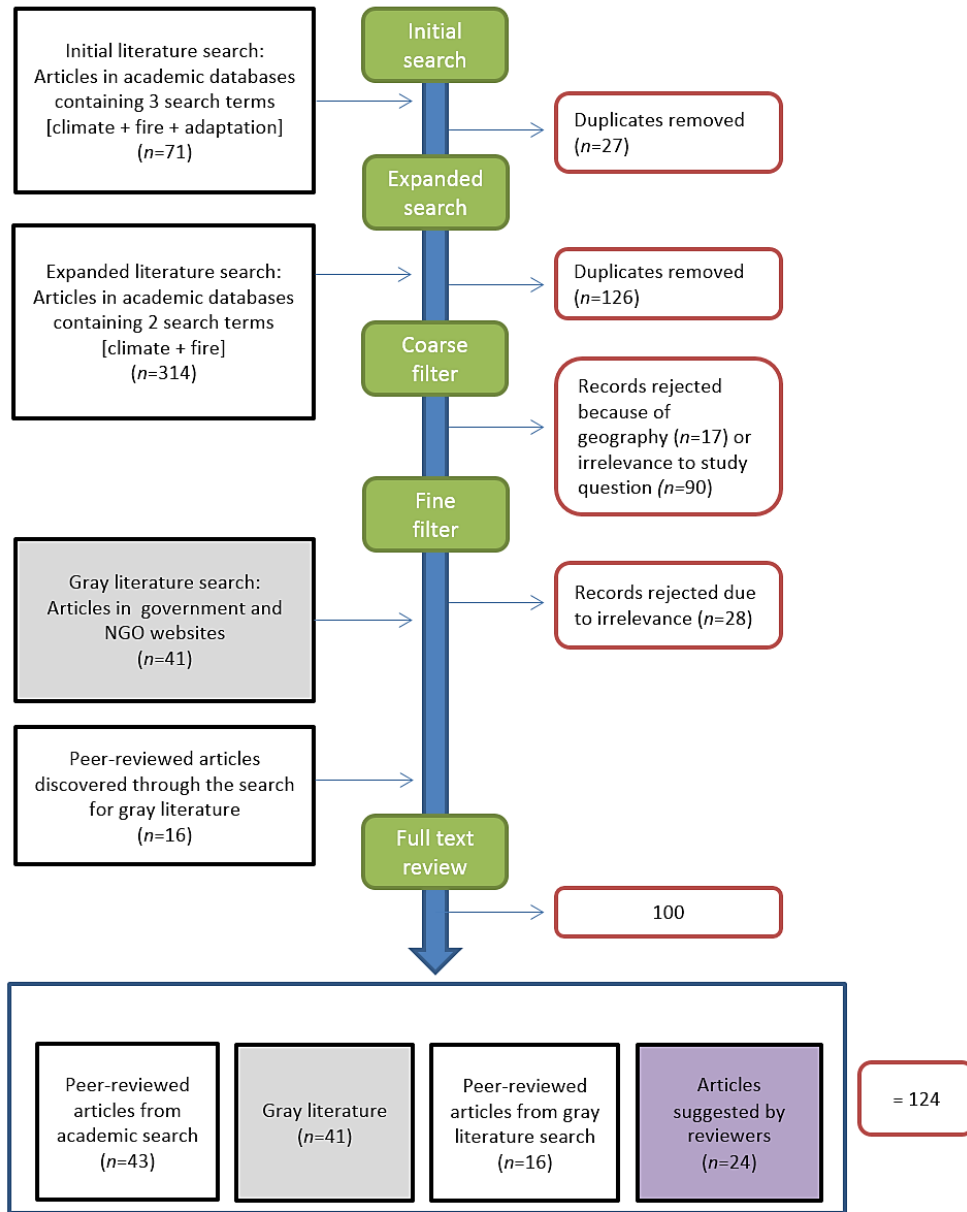 Initial literature search:
Articles in academic databases
containing 3 search terms
[climate + fire + adaptation]
(n=71)
Initial
search
Duplicates removed
(n=27)
Expanded
search
Expanded literature search:
Articles in academic databases
containing 2 search terms
[climate + fire]
(n=314)
Duplicates removed
(n=126)
Coarse
filter
Records rejected
because of
geography (n=17) or
irrelevance to study
question (n=90)
Fine
filter
Gray literature search:
Articles in government and
NGO websites
(n=41)
Records rejected due
to irrelevance (n=28)
Peer-reviewed articles
discovered through the search
for gray literature
(n=16)
Full text
review
100
Peer-reviewed
articles from
academic search
(n=43)
Gray literature
(n=41)
Peer-reviewed
articles from gray
literature search
(n=16)
Articles
suggested by
reviewers
(n=24)
= 124